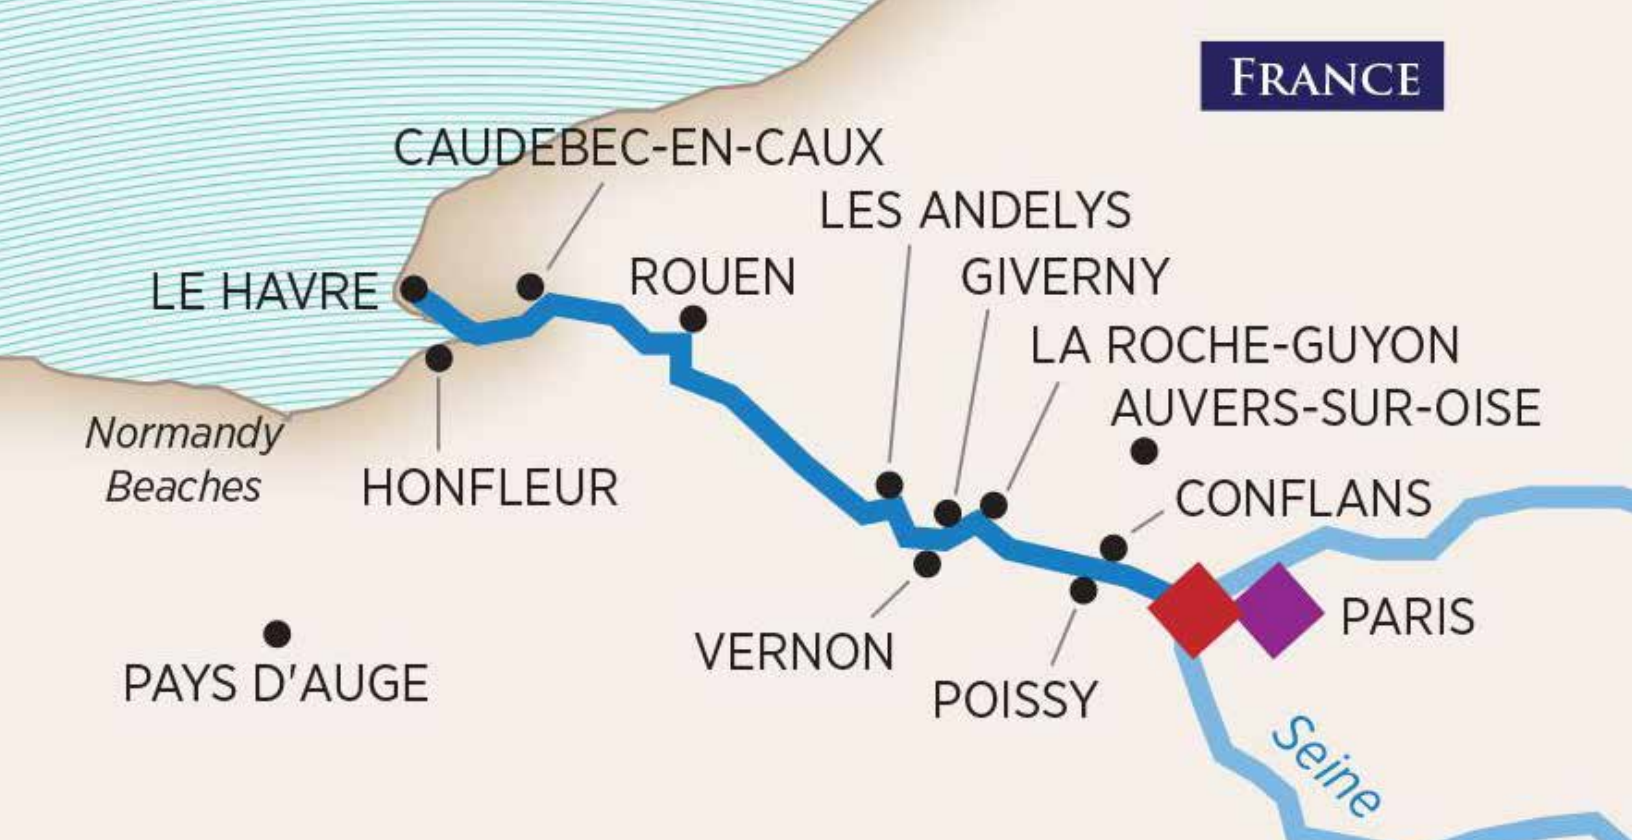 FRANCE
CAUDEBEC-EN-CAUX
LES ANDELYS
LE HAVRE
ROUEN
GIVERNY
LA ROCHE-GUYON
AUVERS-SUR-OISE
Normandy
Beaches
HONFLEUR
CONFLANS
PARIS
VERNON
PAYS D'AUGE
POISSY
Seine